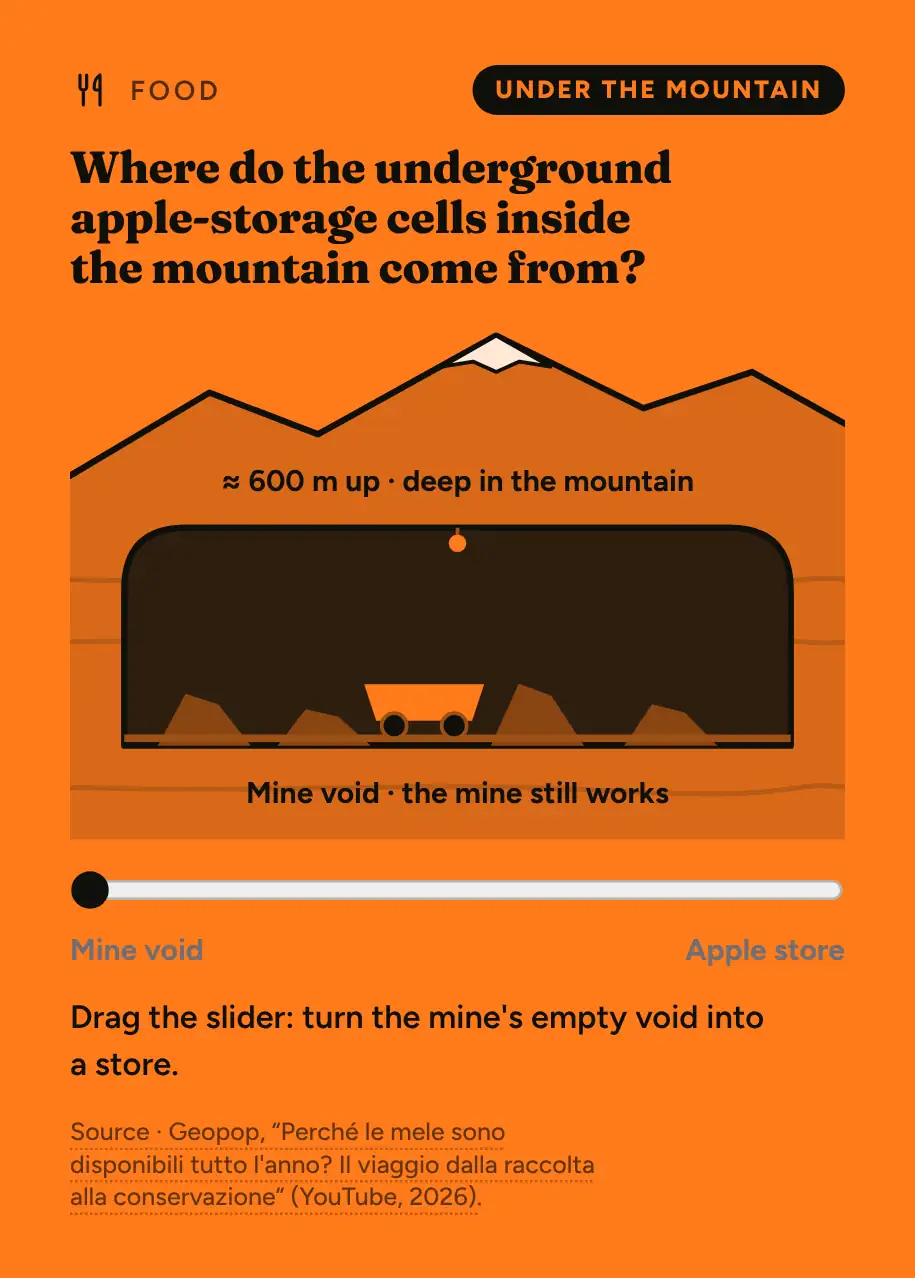 FOOD
UNDER THE MOUNTAIN
Where do the underground
apple-storage cells inside
the mountain come from?
≈ 600 m up · deep in the mountain
Mine void · the mine still works
Mine void
Apple store
Drag the slider: turn the mine's empty void into
a store.
Source · Geopop, “Perché le mele sono
disponibili tutto l'anno? Il viaggio dalla raccolta
alla conservazione“ (YouTube, 2026).